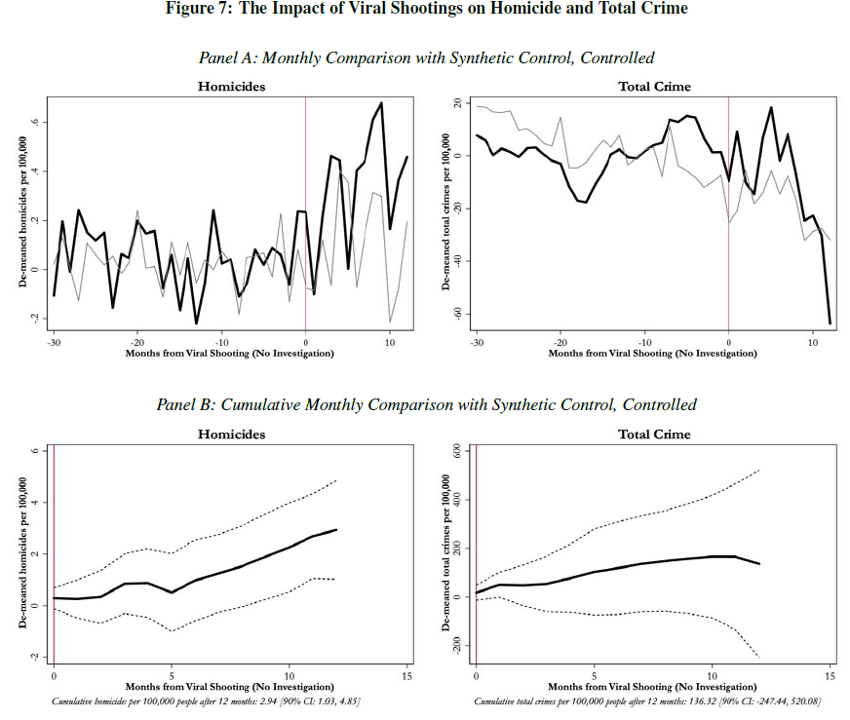 Figure 7: The Impact of Viral Shootings on Homicide and Total Crime
Panel A: Monthly Comparison with Synthetic Control, Controlled
Homicides
De-meaned homicides per 100,000
.6
.4
.2
0
-.2
-30
-20
-10
0
10
Months from Viral Shooting (No Investigation)
Total Crime
De-meaned total crimes per 100,000
20
0
-20
-40
-60
-30
-20
-10
0
10
Months from Viral Shooting (No Investigation)
Panel B: Cumulative Monthly Comparison with Synthetic Control, Controlled
Homicides
De-meaned homicides per 100,000
6
4
2
0
-2
0
5
10
15
Months from Viral Shooting (No Investigation)
Cumulative homicides per 100,000 people after 12 months: 2.94 [90% CI: 1.03, 4.85]
Total Crime
De-meaned total crimes per 100,000
600
400
200
0
-200
0
5
10
15
Months from Viral Shooting (No Investigation)
Cumulative total crimes per 100,000 people after 12 months: 136.32 [90% CI: -247.44, 520.08]